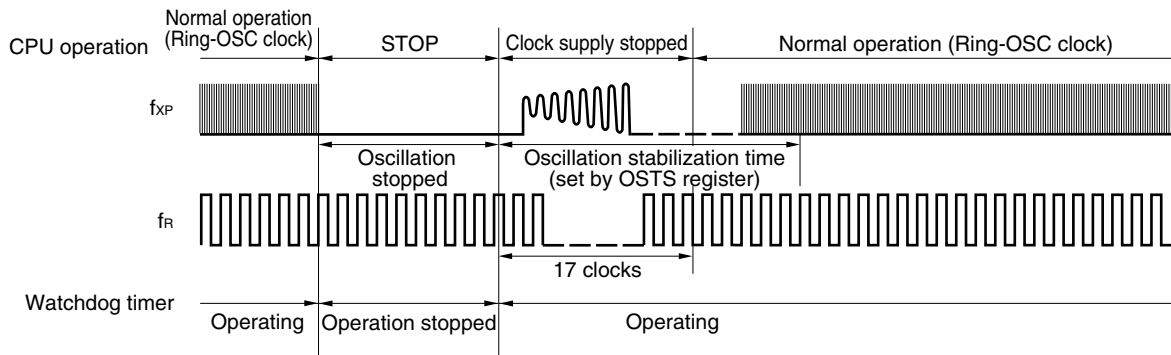 Normal operation
(Ring-OSC clock)
CPU operation
STOP
Clock supply stopped
Normal operation (Ring-OSC clock)
fXP
Oscillation
stopped
Oscillation stabilization time
(set by OSTS register)
fR
17 clocks
Watchdog timer
Operating
Operation stopped
Operating